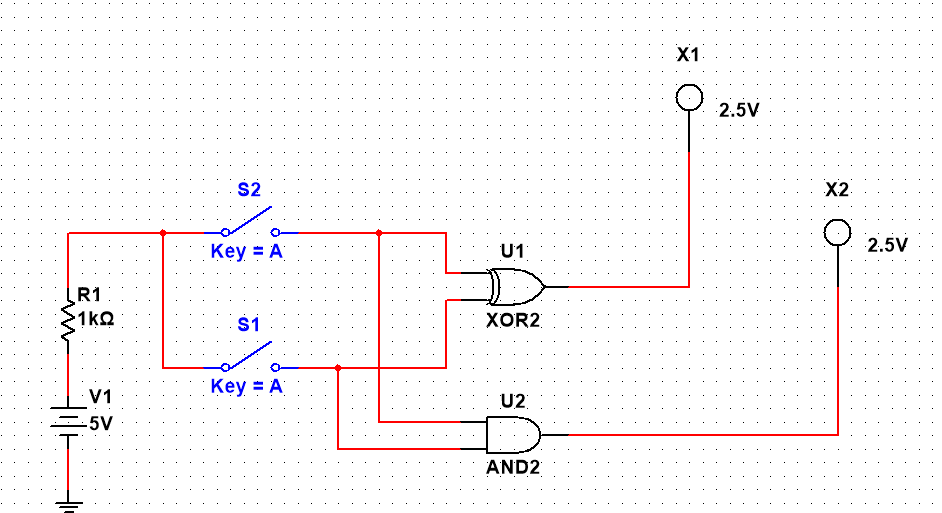 X1
2.5V
X2
2.5V
S2
Key = A
U1
XOR2
R1
1kΩ
S1
Key = A
V1
5V
U2
AND2